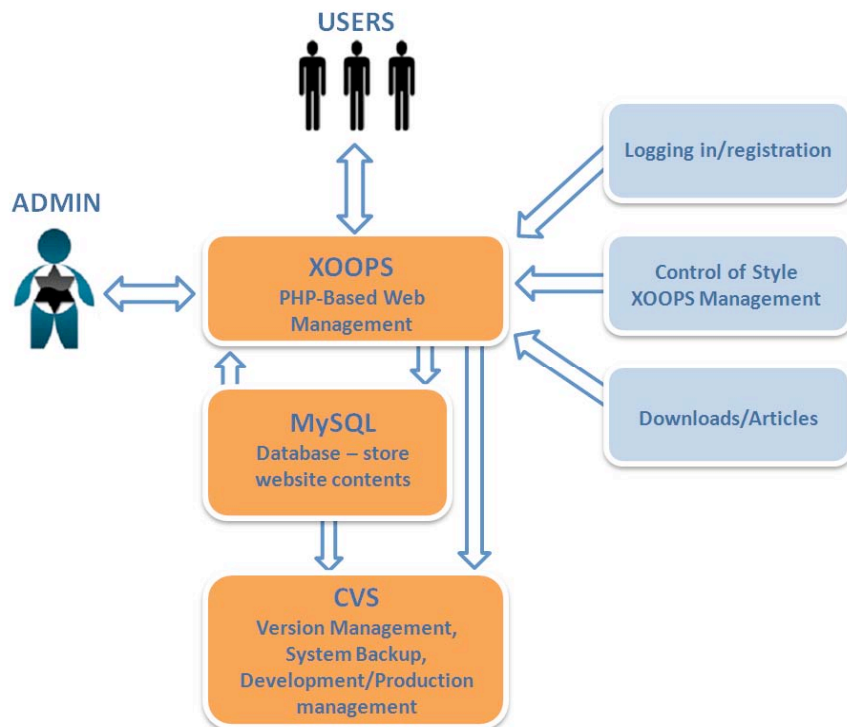 USERS
Logging in/registration
ADMIN
XOOPS
PHP-Based Web
Management
Control of Style
XOOPS Management
MySQL
Database – store
website contents
Downloads/Articles
CVS
Version Management,
System Backup,
Development/Production
management